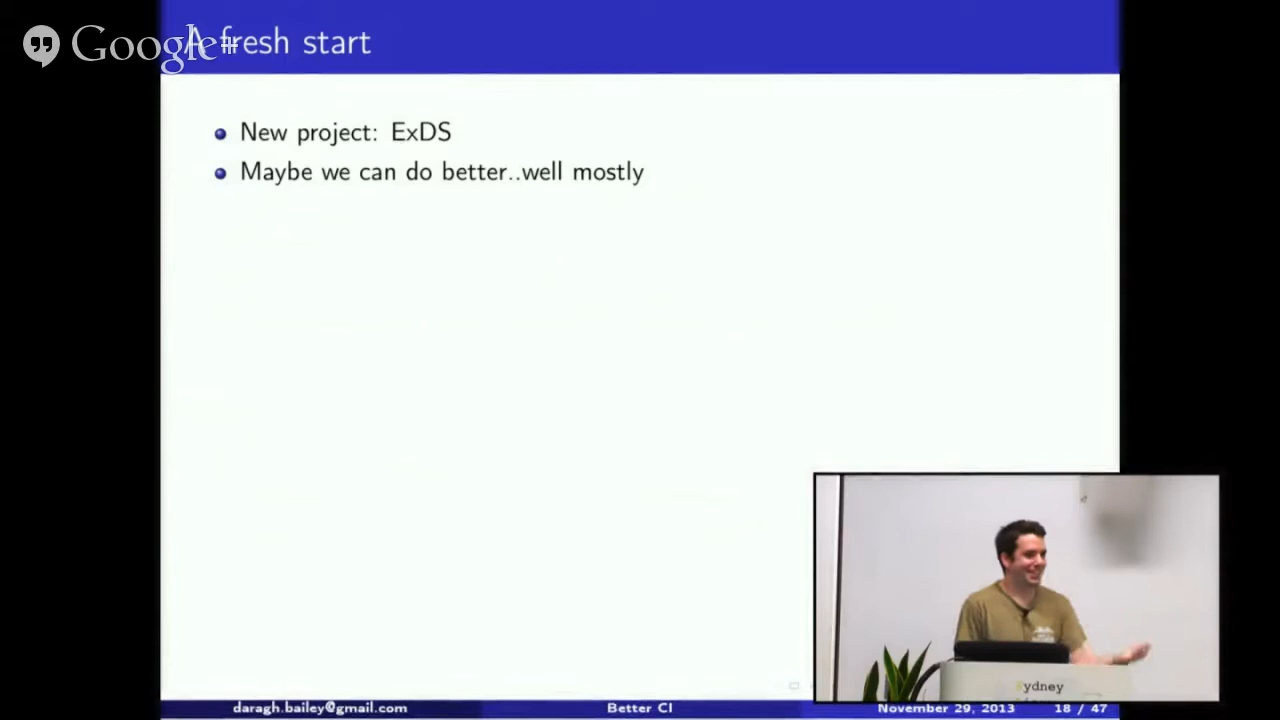 Google+
A fresh start
New project: ExDS
Maybe we can do better..well mostly
ydney
daragh.bailey@gmail.com Better CI November 29, 2013 18 / 47